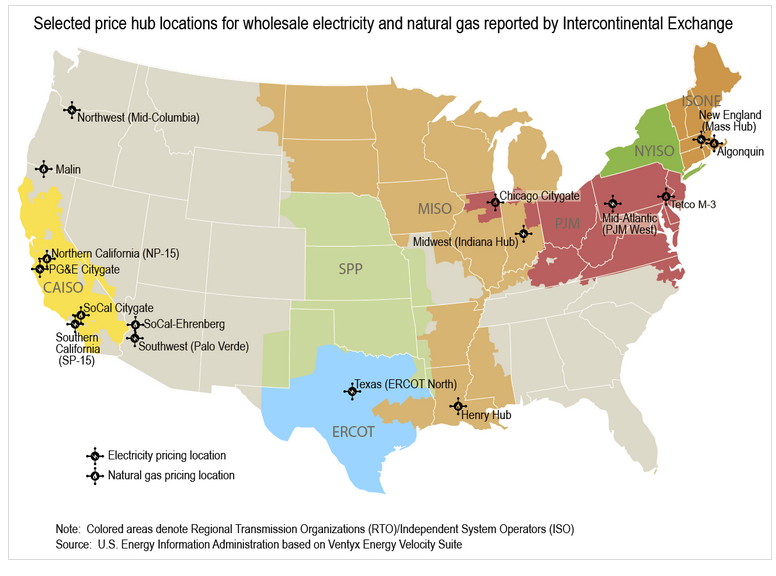 Selected price hub locations for wholesale electricity and natural gas reported by Intercontinental Exchange
ISONE
New England
(Mass Hub)
Algonquin
Northwest (Mid-Columbia)
NYISO
Malin
Chicago Citygate
Tetco M-3
MISO
PJM
Mid-Atlantic
(PJM West)
Midwest (Indiana Hub)
Northern California (NP-15)
PG&E Citygate
SPP
CAISO
SoCal Citygate
SoCal-Ehrenberg
Southern
California
(SP-15)
Southwest (Palo Verde)
Texas (ERCOT North)
Henry Hub
ERCOT
Electricity pricing location
Natural gas pricing location
Note: Colored areas denote Regional Transmission Organizations (RTO)/Independent System Operators (ISO)
Source: U.S. Energy Information Administration based on Ventyx Energy Velocity Suite